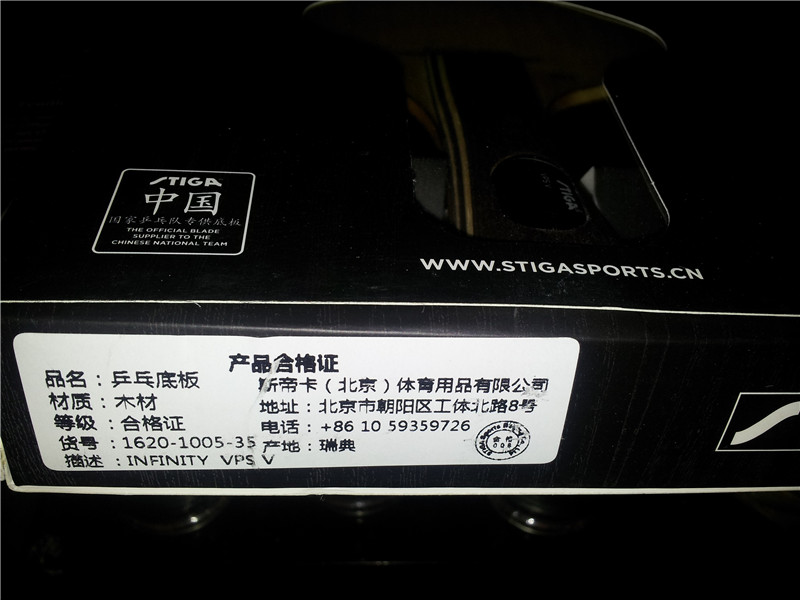 STIGA
中国
国家乒乓队专供底板
THE OFFICIAL BLADE
SUPPLIER TO THE
CHINESE NATIONAL TEAM
STIGA
WWW.STIGASPORTS.CN
产品合格证
品名：乒乓底板
材质：木材
等级：合格证
货号：1620-1005-35
描述：INFINITY VPS V
斯帝卡（北京）体育用品有限公司
地址：北京市朝阳区工体北路8号
电话：+86 10 59359726
产地：瑞典
合格
008